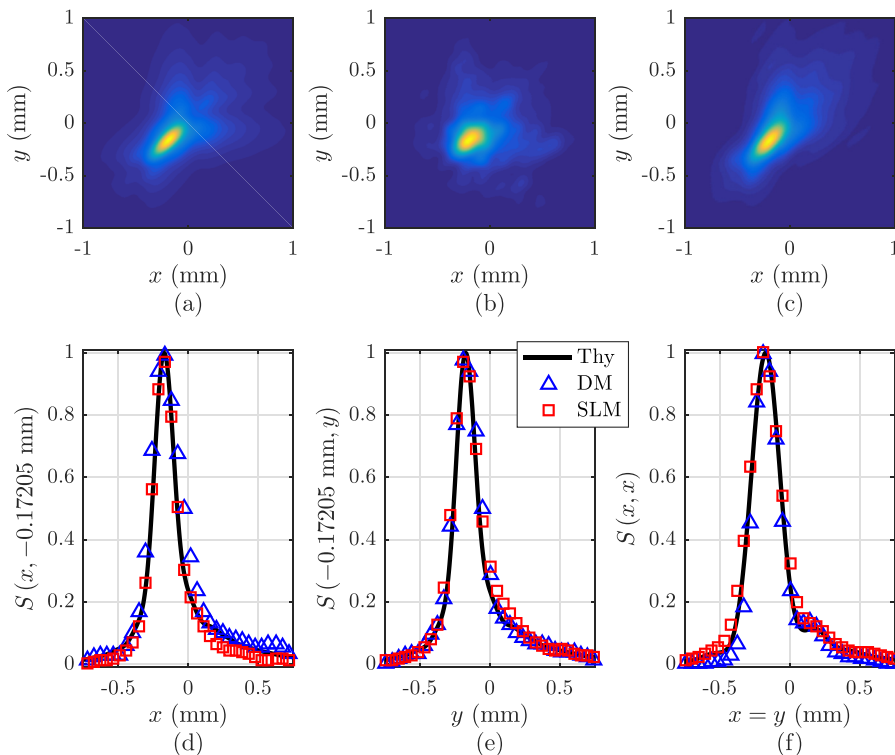 1
0.5
0
-0.5
-1
y (mm)
-1 0 1
x (mm)
(a)
1
0.5
0
-0.5
-1
y (mm)
-1 0 1
x (mm)
(b)
1
0.5
0
-0.5
-1
y (mm)
-1 0 1
x (mm)
(c)
1
0.8
0.6
0.4
0.2
0
S (x, −0.17205 mm)
-0.5 0 0.5
x (mm)
(d)
1
0.8
0.6
0.4
0.2
0
S (−0.17205 mm, y)
-0.5 0 0.5
y (mm)
(e)
Thy
DM
SLM
1
0.8
0.6
0.4
0.2
0
S (x, x)
-0.5 0 0.5
x = y (mm)
(f)